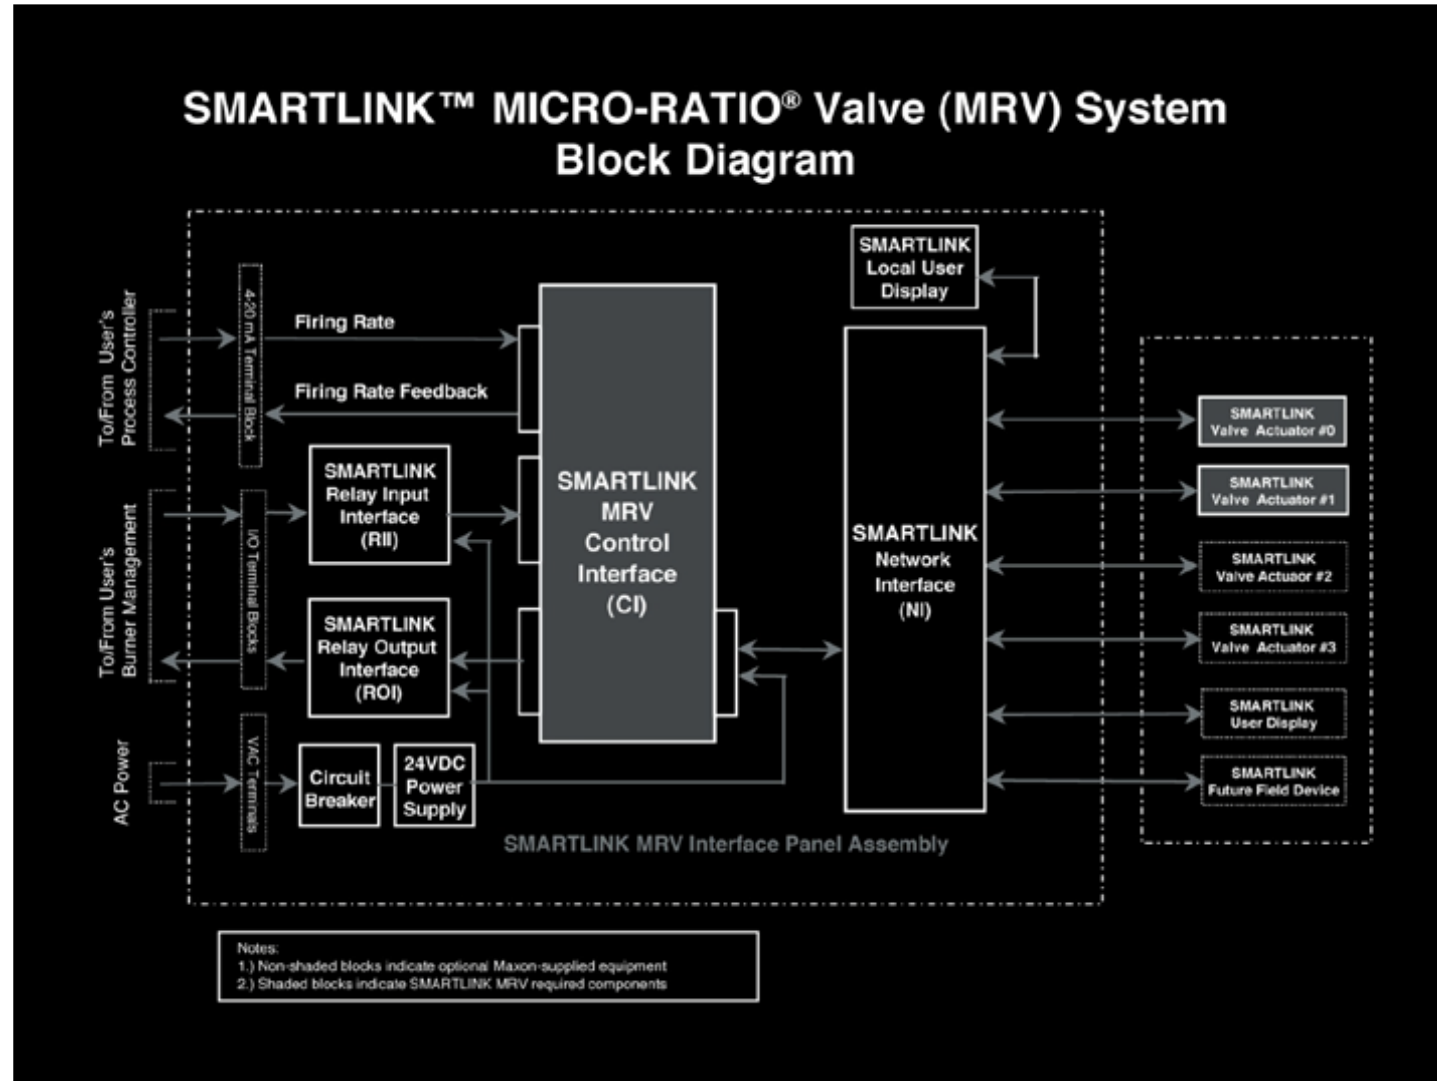 SMARTLINK™ MICRO-RATIO® Valve (MRV) System
Block Diagram
To/From User's
Process Controller
4-20 mA Terminal Block
Firing Rate
Firing Rate Feedback
To/From User's
Burner Management
I/O Terminal Blocks
SMARTLINK
Relay Input
Interface
(RII)
SMARTLINK
Relay Output
Interface
(ROI)
AC Power
VAC Terminals
Circuit
Breaker
24VDC
Power
Supply
SMARTLINK
MRV
Control
Interface
(CI)
SMARTLINK
Local User
Display
SMARTLINK
Network
Interface
(NI)
SMARTLINK
Valve Actuator #0
SMARTLINK
Valve Actuator #1
SMARTLINK
Valve Actuaor #2
SMARTLINK
Valve Actuator #3
SMARTLINK
User Display
SMARTLINK
Future Field Device
SMARTLINK MRV Interface Panel Assembly
Notes:
1.) Non-shaded blocks indicate optional Maxon-supplied equipment
2.) Shaded blocks indicate SMARTLINK MRV required components